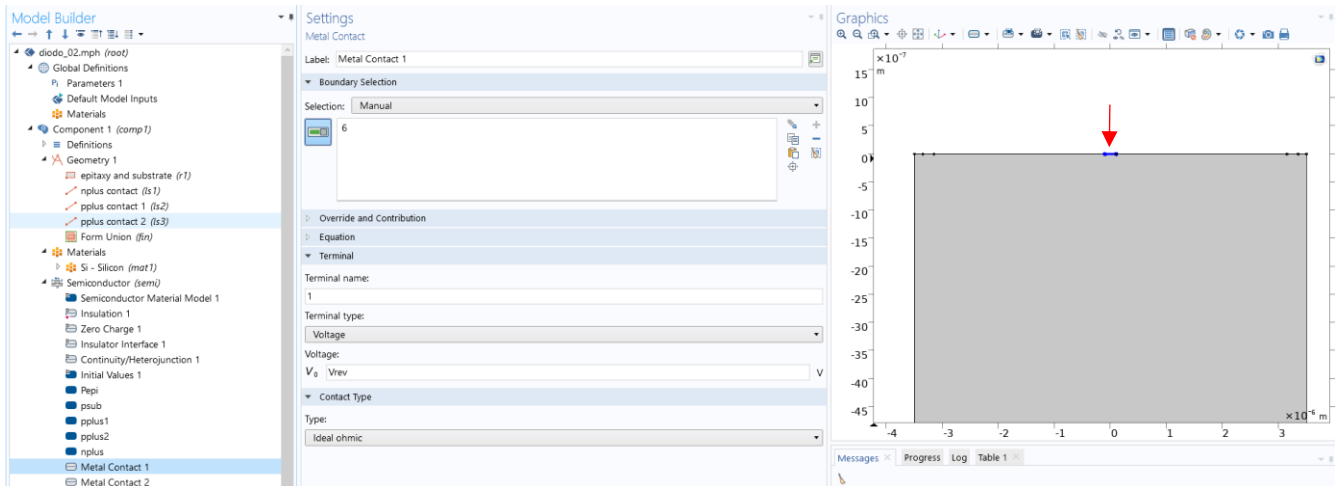 Model Builder
diodo_02.mph (root)
Global Definitions
Pi Parameters 1
Default Model Inputs
Materials
Component 1 (comp1)
Definitions
Geometry 1
epitaxy and substrate (r1)
nplus contact (ls1)
pplus contact 1 (ls2)
pplus contact 2 (ls3)
Form Union (fin)
Materials
Si - Silicon (mat1)
Semiconductor (semi)
Semiconductor Material Model 1
Insulation 1
Zero Charge 1
Insulator Interface 1
Continuity/Heterojunction 1
Initial Values 1
Pepi
psub
pplus1
pplus2
nplus
Metal Contact 1
Metal Contact 2
Settings
Metal Contact
Label: Metal Contact 1
Boundary Selection
Selection: Manual
6
Override and Contribution
Equation
Terminal
Terminal name:
1
Terminal type:
Voltage
Voltage:
V₀ Vrev V
Contact Type
Type:
Ideal ohmic
Graphics
×10⁻⁷
m
15
10
5
0
-5
-10
-15
-20
-25
-30
-35
-40
-45
×10⁻⁶ m
-4 -3 -2 -1 0 1 2 3
Messages Progress Log Table 1